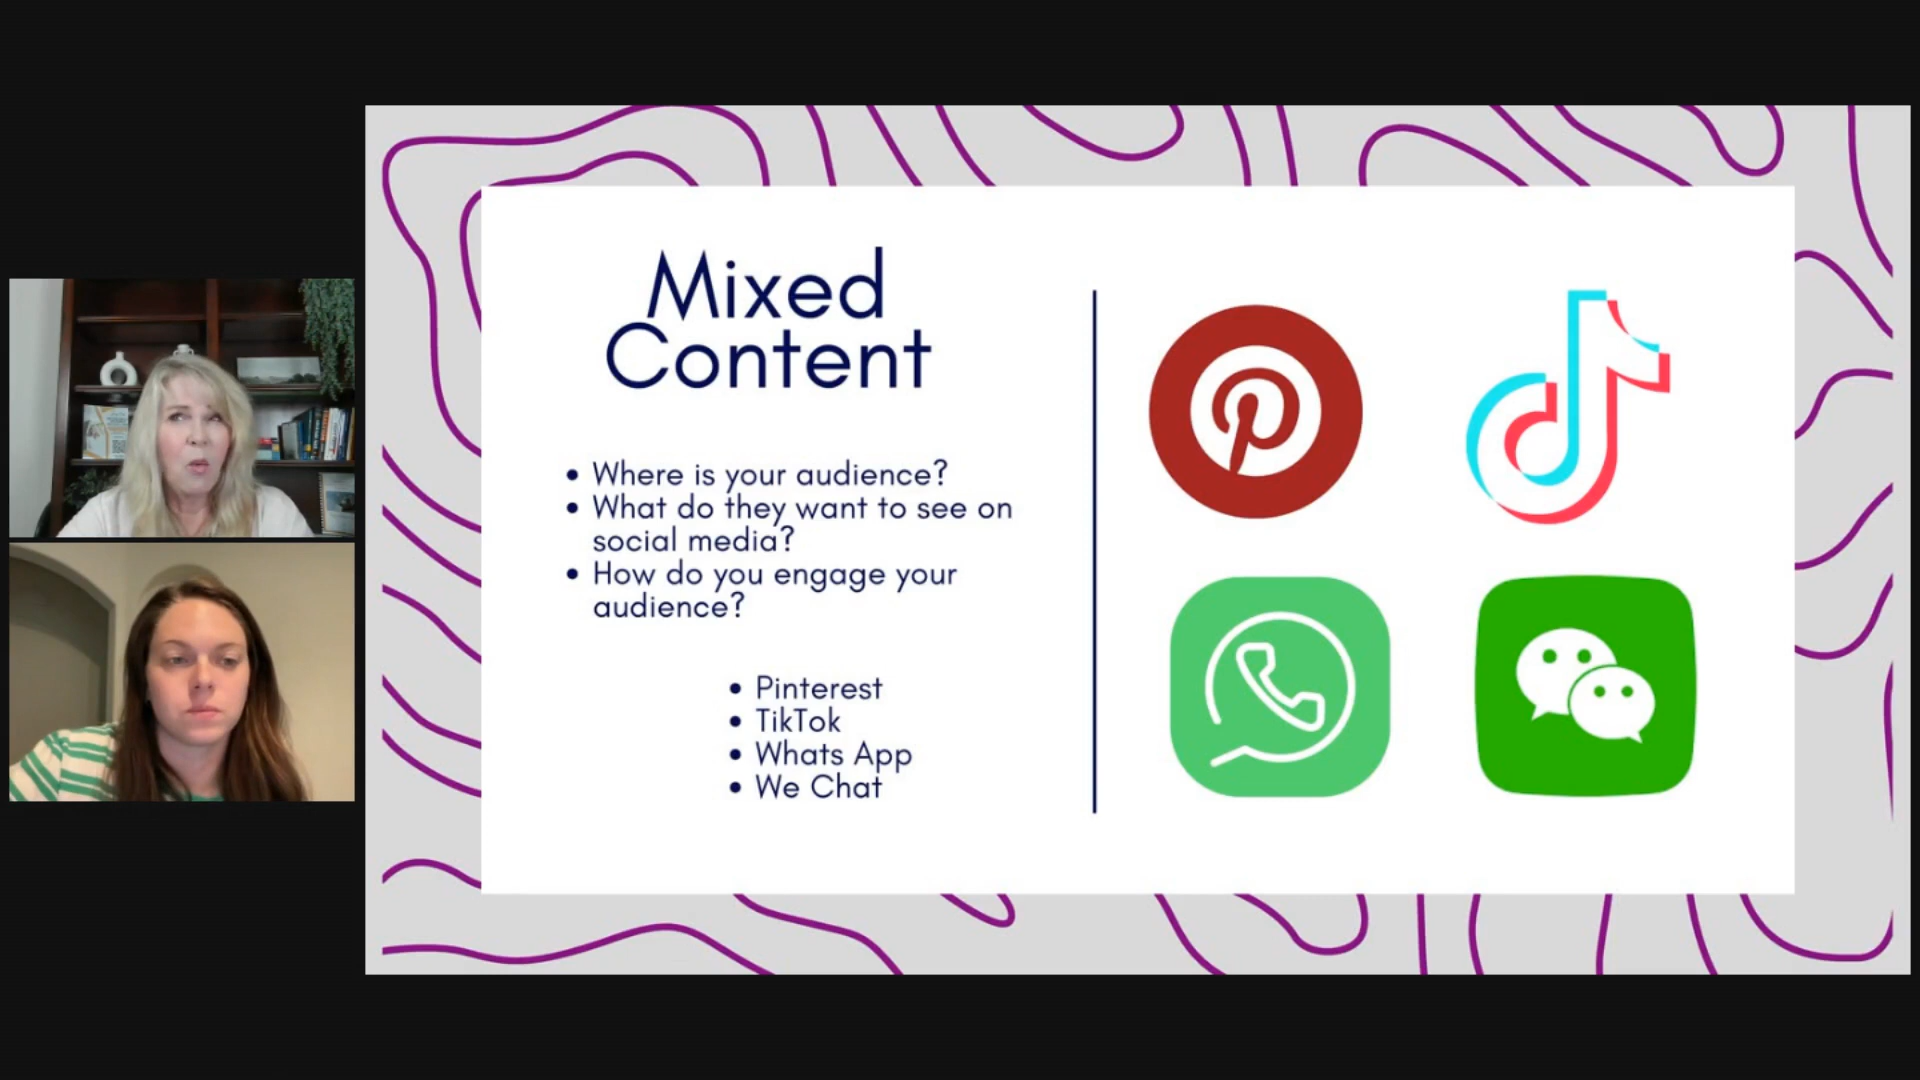 Mixed
Content
• Where is your audience?
• What do they want to see on
social media?
• How do you engage your
audience?
• Pinterest
• TikTok
• Whats App
• We Chat